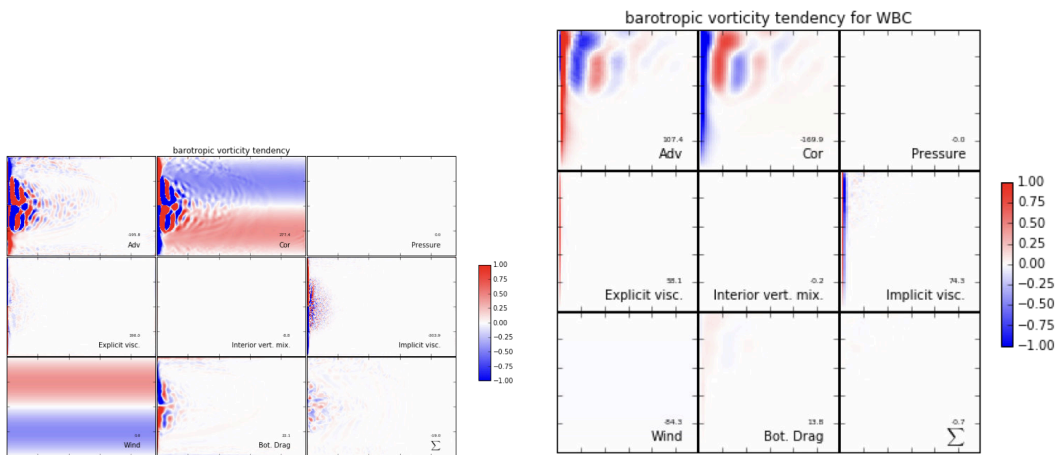 barotropic vorticity tendency for WBC
107.4
Adv
-169.9
Cor
-0.0
Pressure
58.1
Explicit visc.
-0.2
Interior vert. mix.
74.3
Implicit visc.
-84.3
Wind
13.8
Bot. Drag
-0.7
∑
1.00
0.75
0.50
0.25
0.00
−0.25
−0.50
−0.75
−1.00
barotropic vorticity tendency
Adv
Cor
Pressure
Explicit visc.
Interior vert. mix.
Implicit visc.
Wind
Bot. Drag
∑
1.00
0.75
0.50
0.25
0.00
−0.25
−0.50
−0.75
−1.00